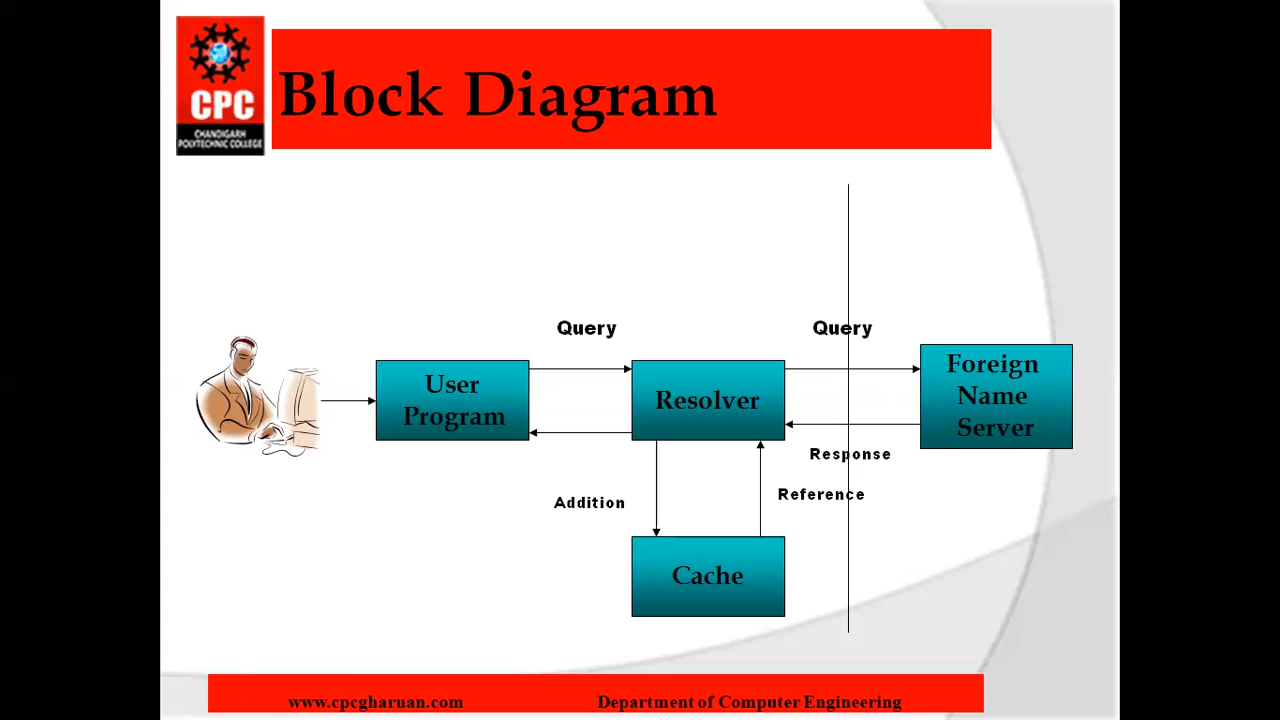 CPC
CHANDIGARH
POLYTECHNIC COLLEGE
Block Diagram
Query
Query
User
Program
Resolver
Foreign
Name
Server
Response
Reference
Addition
Cache
www.cpcgharuan.com
Department of Computer Engineering